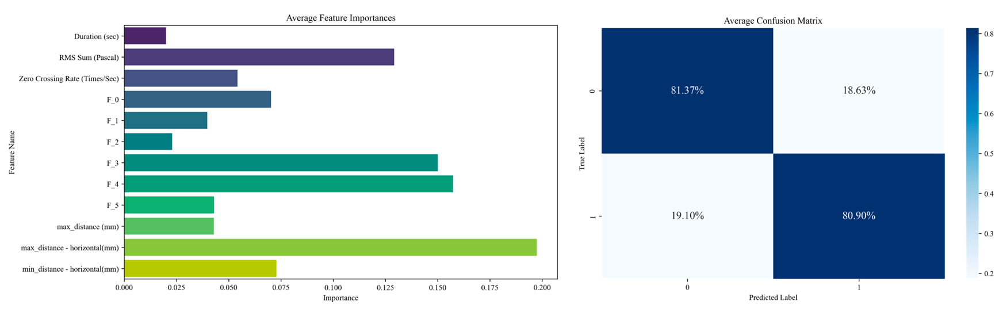 Average Feature Importances
Feature Name
Duration (sec)
RMS Sum (Pascal)
Zero Crossing Rate (Times/Sec)
F_0
F_1
F_2
F_3
F_4
F_5
max_distance (mm)
max_distance - horizontal(mm)
min_distance - horizontal(mm)
0.000 0.025 0.050 0.075 0.100 0.125 0.150 0.175 0.200
Importance
Average Confusion Matrix
True Label
0
81.37% 18.63%
1
19.10% 80.90%
0 1
Predicted Label
0.8
0.7
0.6
0.5
0.4
0.3
0.2